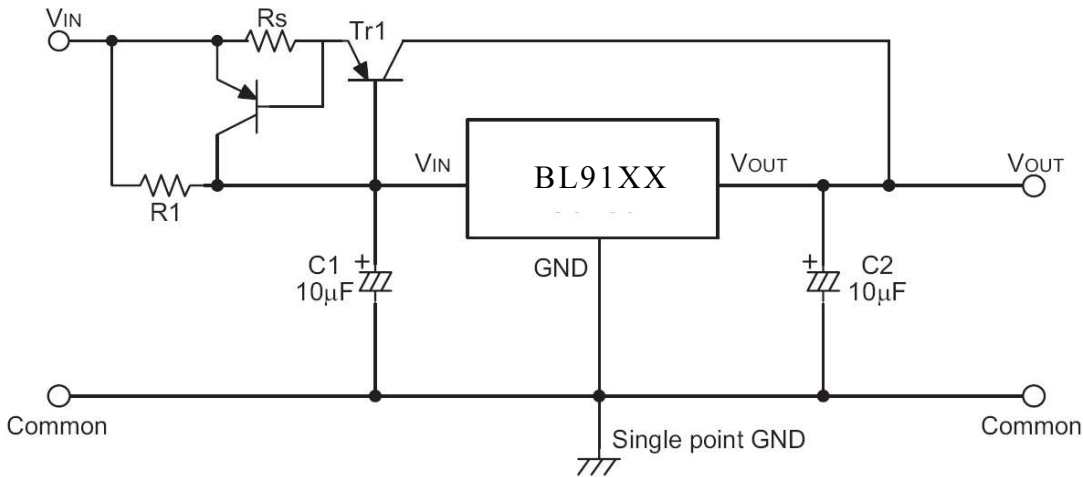 VIN
Rs
Tr1
R1
VIN
BL91XX
VOUT
VOUT
GND
C1
10μF
C2
10μF
+
+
Common
Single point GND
Common